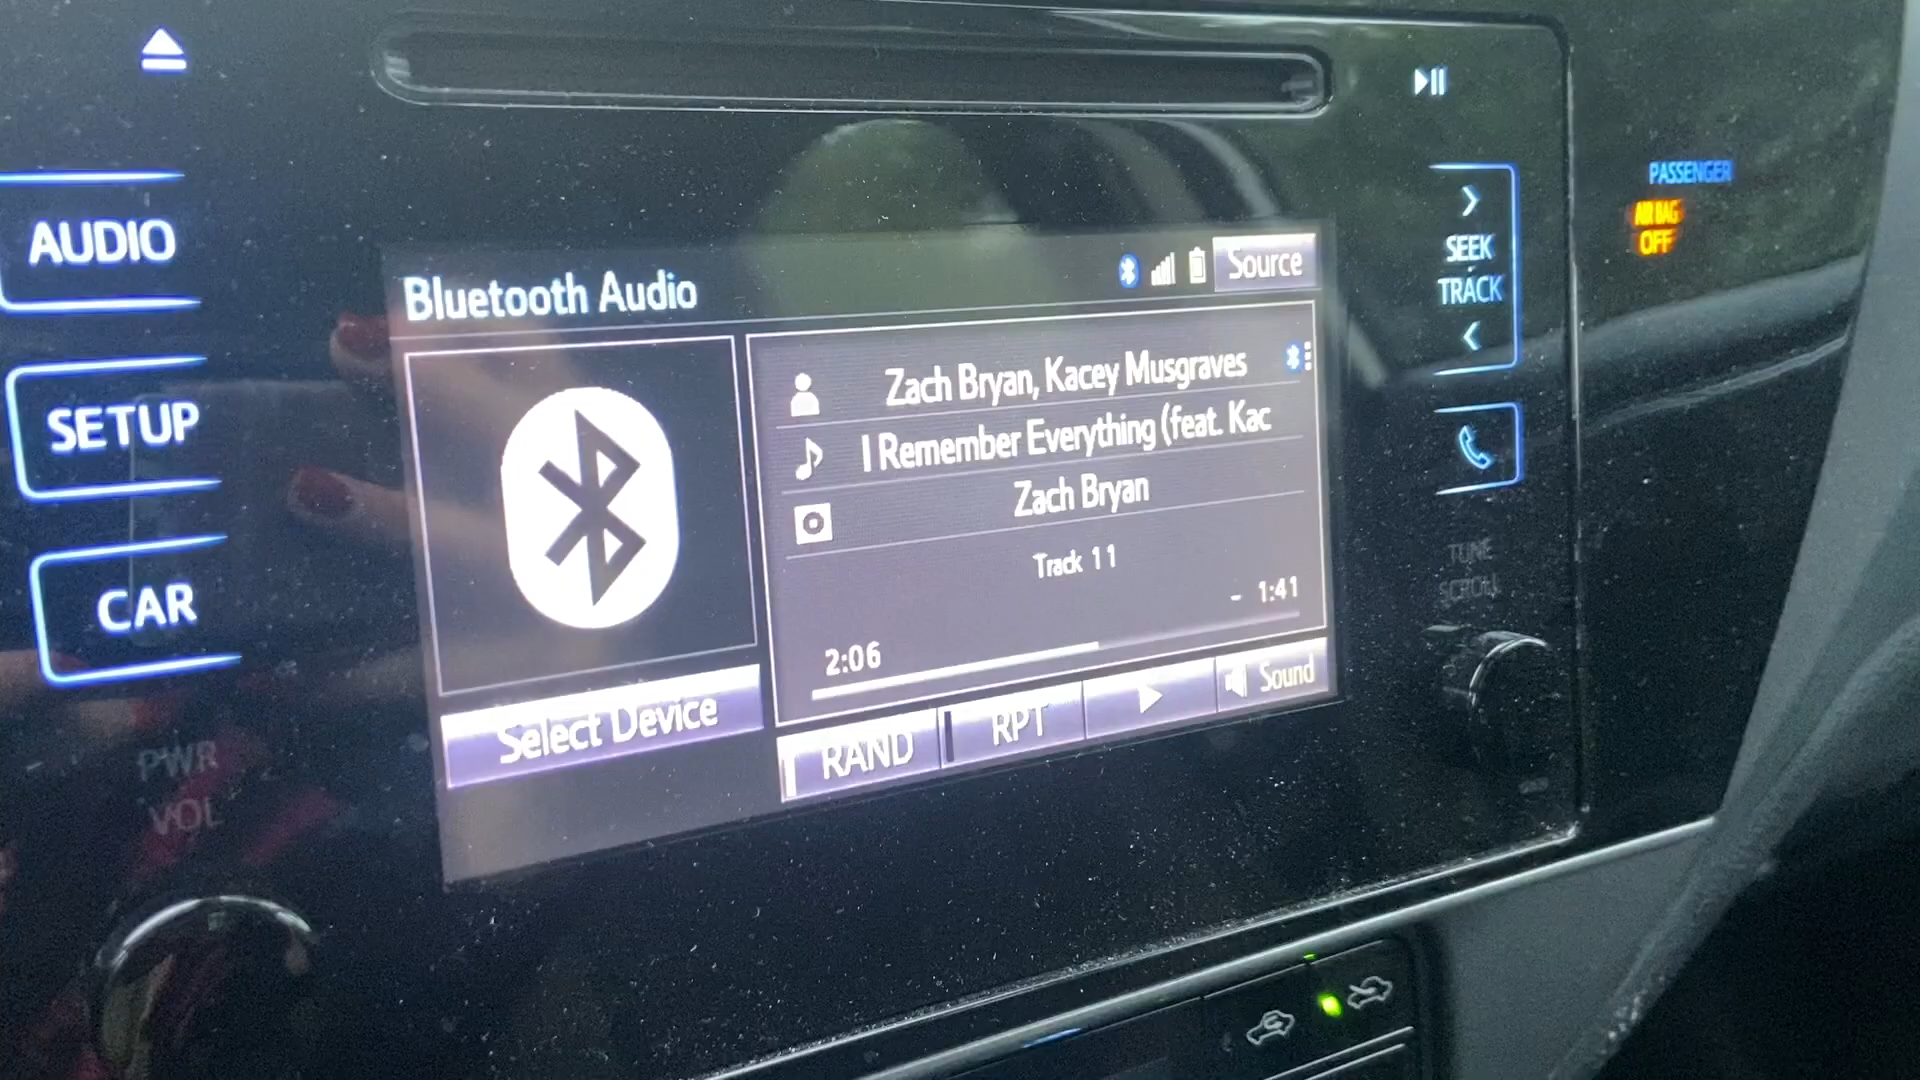 AUDIO
SETUP
CAR
PWR
VOL
Bluetooth Audio
Source
Zach Bryan, Kacey Musgraves
I Remember Everything (feat. Kac
Zach Bryan
Track 11
- 1:41
2:06
Select Device
RAND
RPT
Sound
SEEK
TRACK
TUNE
SCROLL
PASSENGER
AIR BAG
OFF